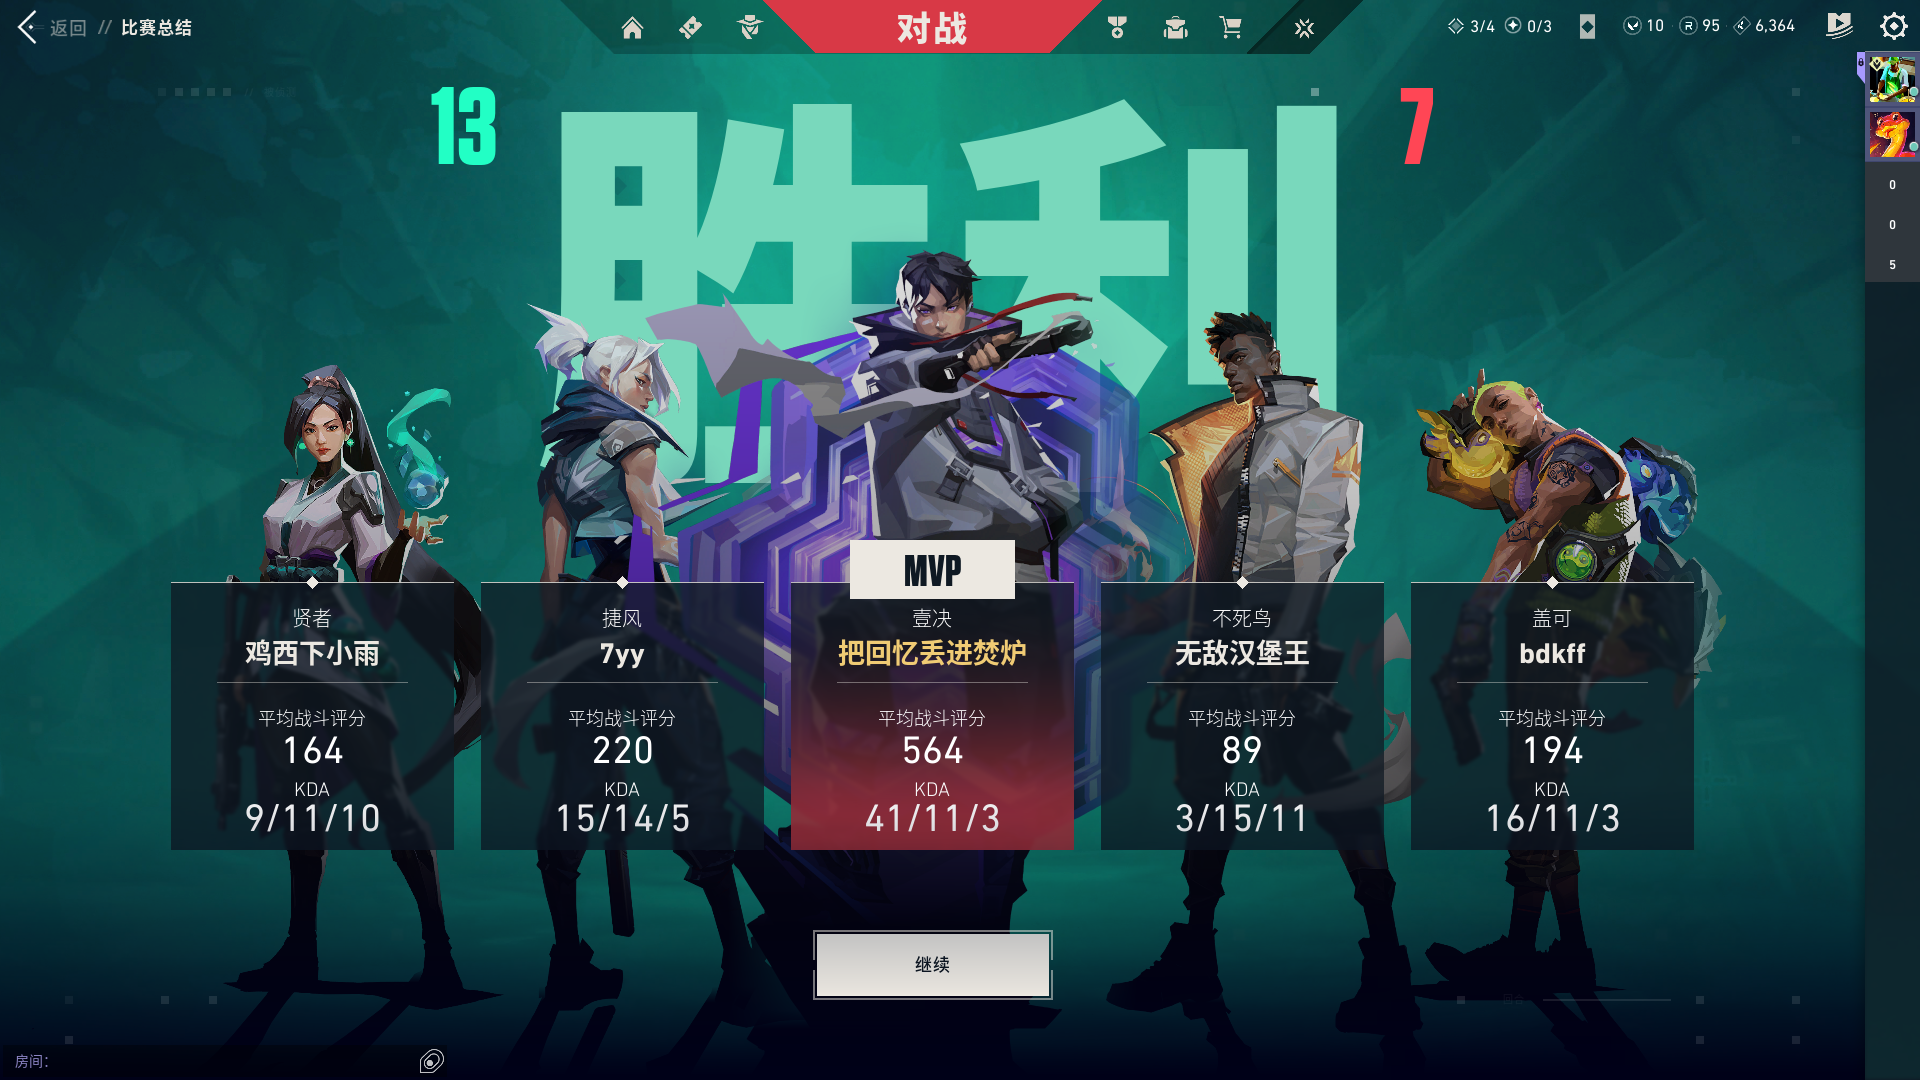 返回 // 比赛总结
对战
3/4 0/3 10 95 6,364
13
胜利
7
0
0
5
MVP
贤者
鸡西下小雨
平均战斗评分
164
KDA
9/11/10
捷风
7yy
平均战斗评分
220
KDA
15/14/5
壹决
把回忆丢进焚炉
平均战斗评分
564
KDA
41/11/3
不死鸟
无敌汉堡王
平均战斗评分
89
KDA
3/15/11
盖可
bdkff
平均战斗评分
194
KDA
16/11/3
继续
房间: